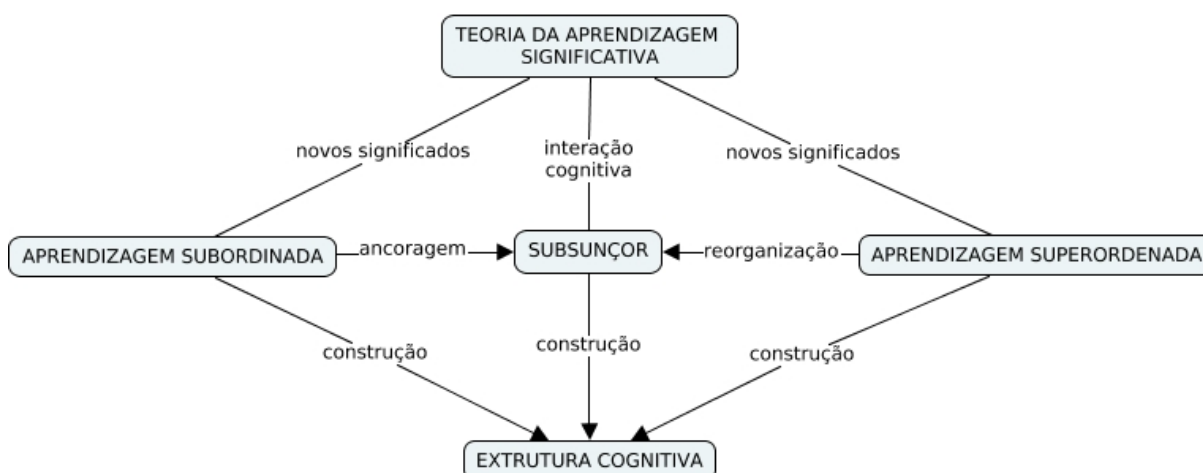 TEORIA DA APRENDIZAGEM
SIGNIFICATIVA
novos significados
interação
cognitiva
novos significados
APRENDIZAGEM SUBORDINADA
ancoragem
SUBSUNÇOR
reorganização
APRENDIZAGEM SUPERORDENADA
construção
construção
construção
EXTRUTURA COGNITIVA